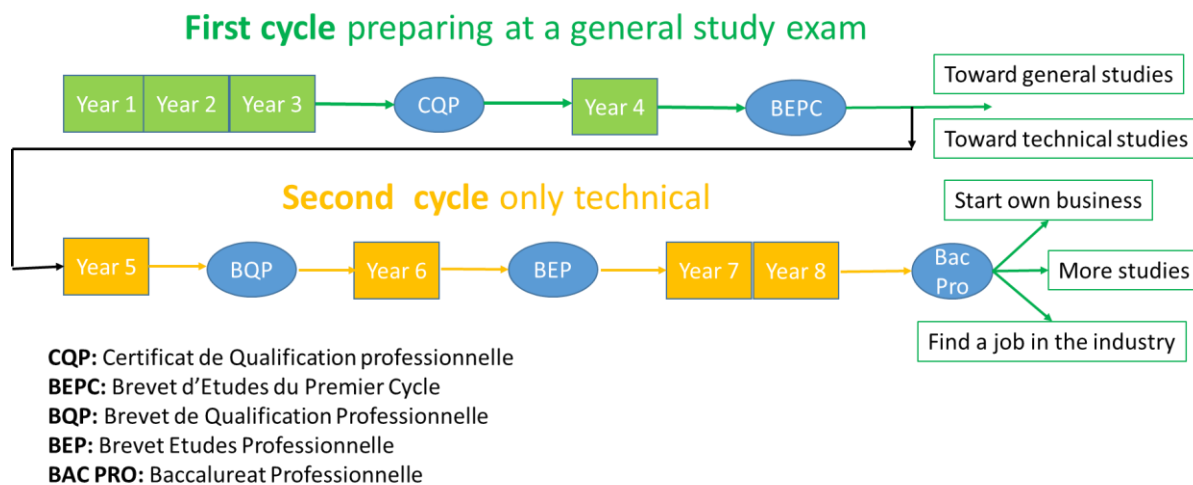 First cycle preparing at a general study exam
Year 1 Year 2 Year 3 CQP Year 4 BEPC
Toward general studies
Toward technical studies
Second cycle only technical
Start own business
Year 5 BQP Year 6 BEP Year 7 Year 8
Bac
Pro
More studies
Find a job in the industry
CQP: Certificat de Qualification professionnelle
BEPC: Brevet d'Etudes du Premier Cycle
BQP: Brevet de Qualification Professionnelle
BEP: Brevet Etudes Professionnelle
BAC PRO: Baccalaureat Professionnelle